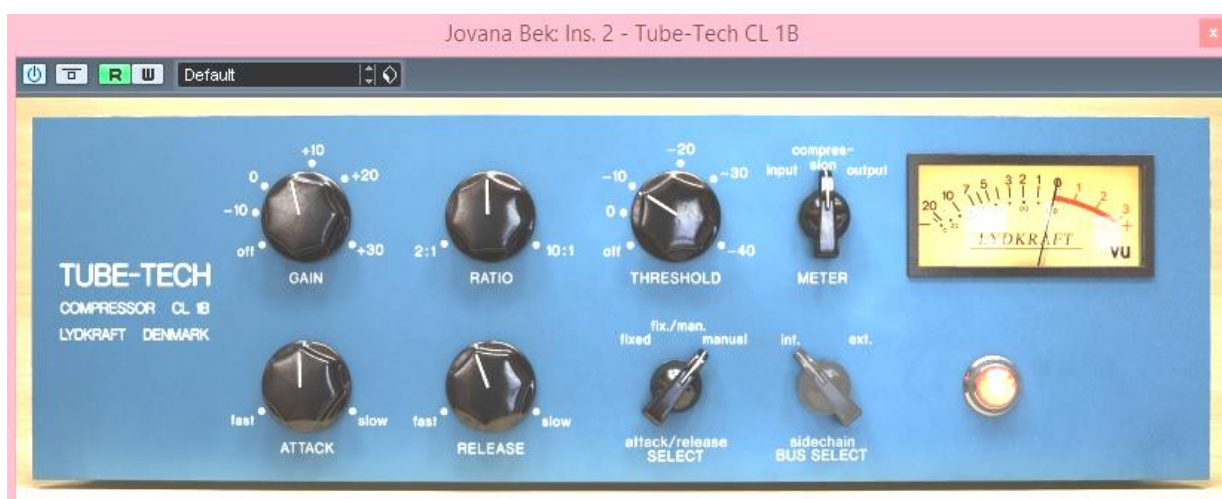 Jovana Bek: Ins. 2 - Tube-Tech CL 1B
x
R W Default
+10
0 +20
-10
off +30
GAIN
2:1 10:1
RATIO
-20
-10 -30
0
off -40
THRESHOLD
compres-
input sion output
METER
20 10 7 5 3 2 1 0 1 2 3
- +
LYDKRAFT
VU
TUBE-TECH
COMPRESSOR CL 1B
LYDKRAFT DENMARK
fast slow
ATTACK
fast slow
RELEASE
fix./man.
fixed manual
attack/release
SELECT
int. ext.
sidechain
BUS SELECT